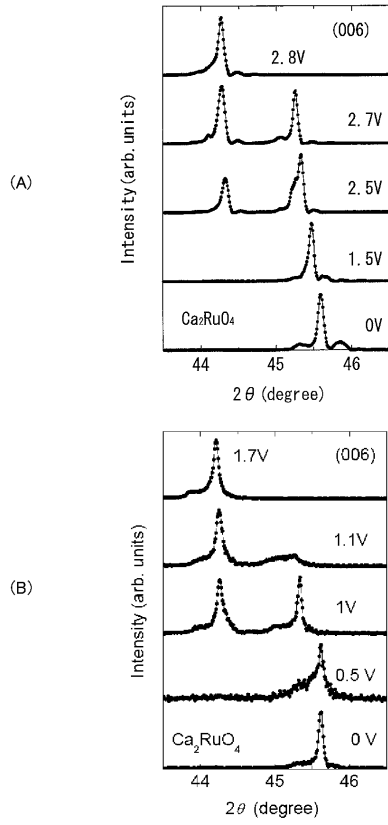 (A)
Intensity(arb.units)
(006)
2.8V
2.7V
2.5V
1.5V
Ca₂RuO₄
0V
44 45 46
2θ (degree)
(B)
Intensity (arb. units)
1.7V
(006)
1.1V
1V
0.5 V
Ca₂RuO₄
0 V
44 45 46
2θ (degree)